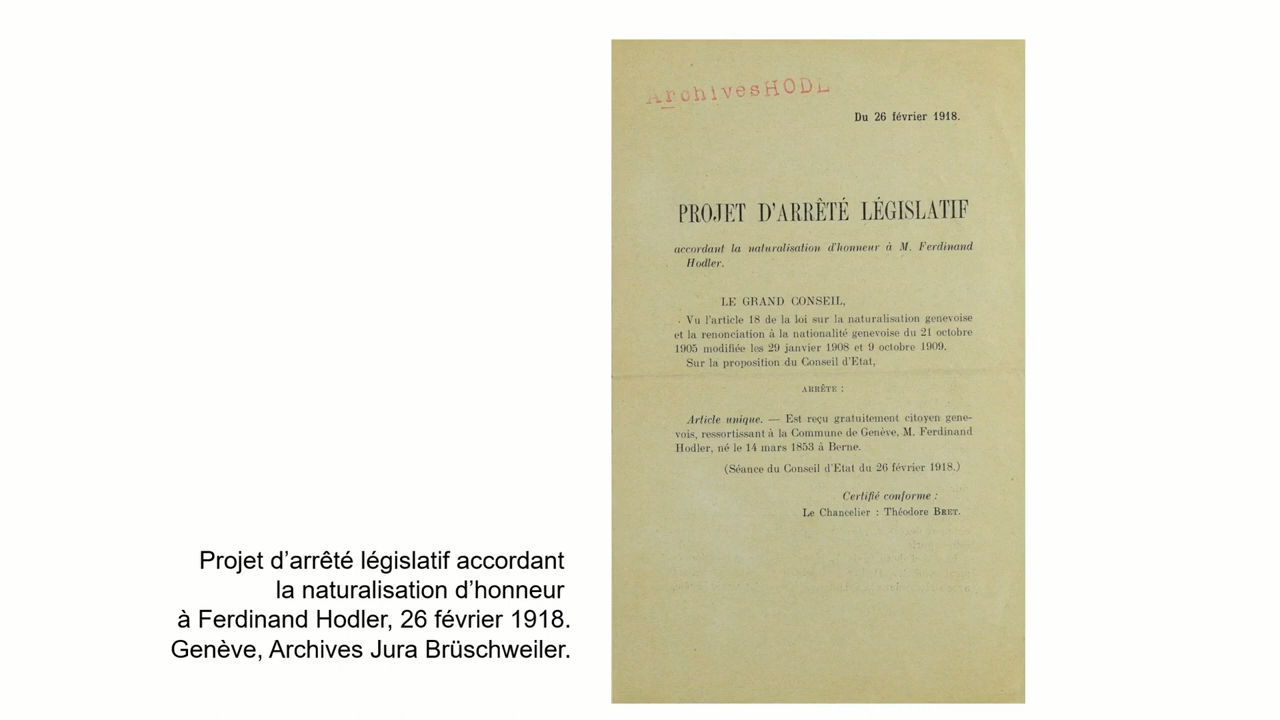 ArchivesHODL
Du 26 février 1918.
PROJET D'ARRÊTÉ LÉGISLATIF
accordant la naturalisation d'honneur à M. Ferdinand
Hodler.
LE GRAND CONSEIL,
Vu l'article 18 de la loi sur la naturalisation genevoise
et la renonciation à la nationalité genevoise du 21 octobre
1905 modifiée les 29 janvier 1908 et 9 octobre 1909.
Sur la proposition du Conseil d'Etat,
ARRÊTE :
Article unique. — Est reçu gratuitement citoyen gene-
vois, ressortissant à la Commune de Genève, M. Ferdinand
Hodler, né le 14 mars 1853 à Berne.
(Séance du Conseil d'Etat du 26 février 1918.)
Certifié conforme :
Le Chancelier : Théodore BRET.
Projet d’arrêté législatif accordant
la naturalisation d’honneur
à Ferdinand Hodler, 26 février 1918.
Genève, Archives Jura Brüschweiler.